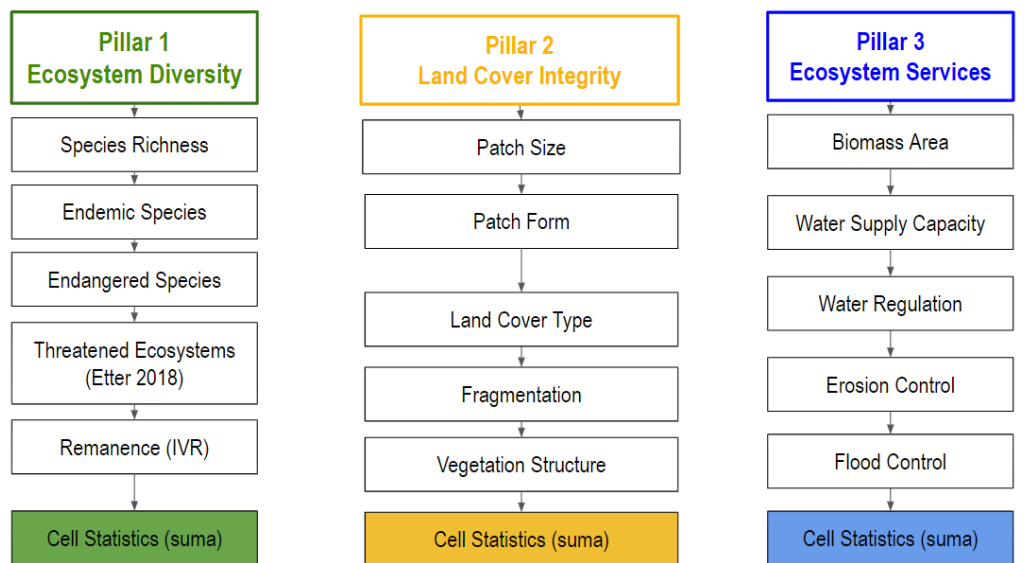 Pillar 1
Ecosystem Diversity
Species Richness
Endemic Species
Endangered Species
Threatened Ecosystems
(Etter 2018)
Remanence (IVR)
Cell Statistics (suma)
Pillar 2
Land Cover Integrity
Patch Size
Patch Form
Land Cover Type
Fragmentation
Vegetation Structure
Cell Statistics (suma)
Pillar 3
Ecosystem Services
Biomass Area
Water Supply Capacity
Water Regulation
Erosion Control
Flood Control
Cell Statistics (suma)